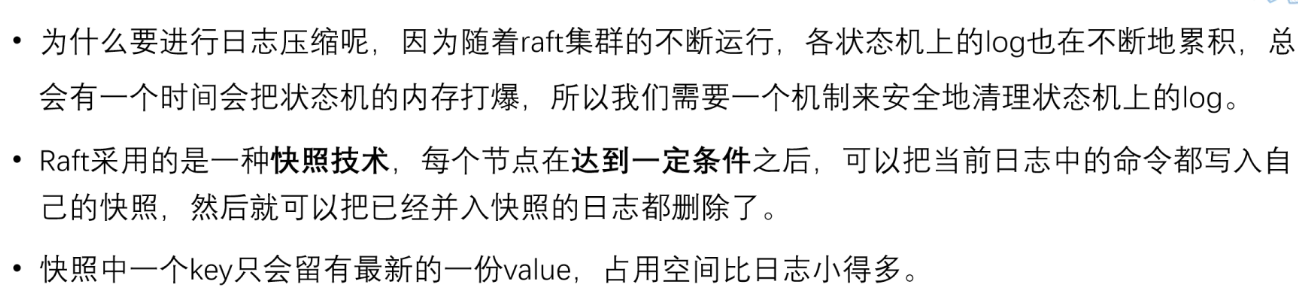 • 为什么要进行日志压缩呢，因为随着raft集群的不断运行，各状态机上的log也在不断地累积，总
会有一个时间会把状态机的内存打爆，所以我们需要一个机制来安全地清理状态机上的log。
• Raft采用的是一种快照技术，每个节点在达到一定条件之后，可以把当前日志中的命令都写入自
己的快照，然后就可以把已经并入快照的日志都删除了。
• 快照中一个key只会留有最新的一份value，占用空间比日志小得多。